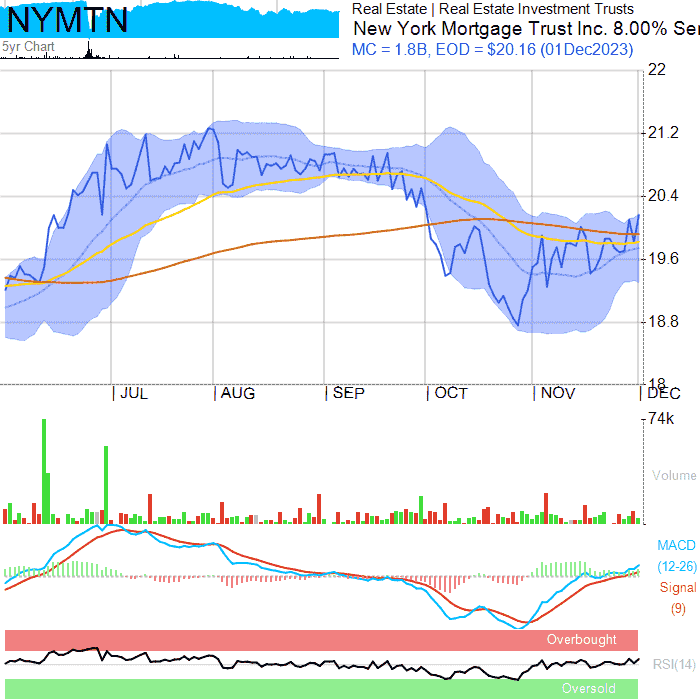 NYMTN
5yr Chart
Real Estate | Real Estate Investment Trusts
New York Mortgage Trust Inc. 8.00% Ser
MC = 1.8B, EOD = $20.16 (01Dec2023)
22
21.2
20.4
19.6
18.8
18
JUL AUG SEP OCT NOV DEC
74k
Volume
MACD
(12-26)
Signal
(9)
Overbought
RSI(14)
Oversold